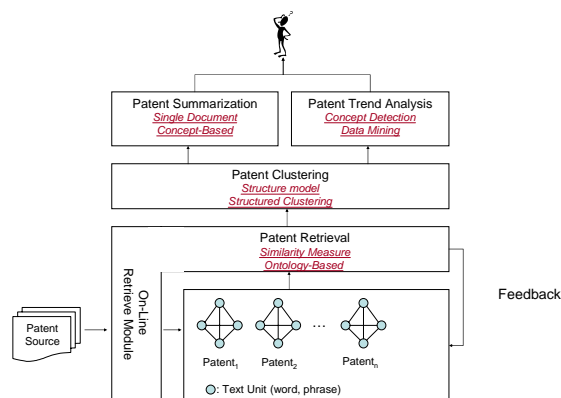 Patent Summarization
Single Document
Concept-Based
Patent Trend Analysis
Concept Detection
Data Mining
Patent Clustering
Structure model
Structured Clustering
Patent Retrieval
Similarity Measure
Ontology-Based
On-Line
Retrieve Module
Feedback
Patent
Source
...
Patent1
Patent2
Patentn
: Text Unit (word, phrase)